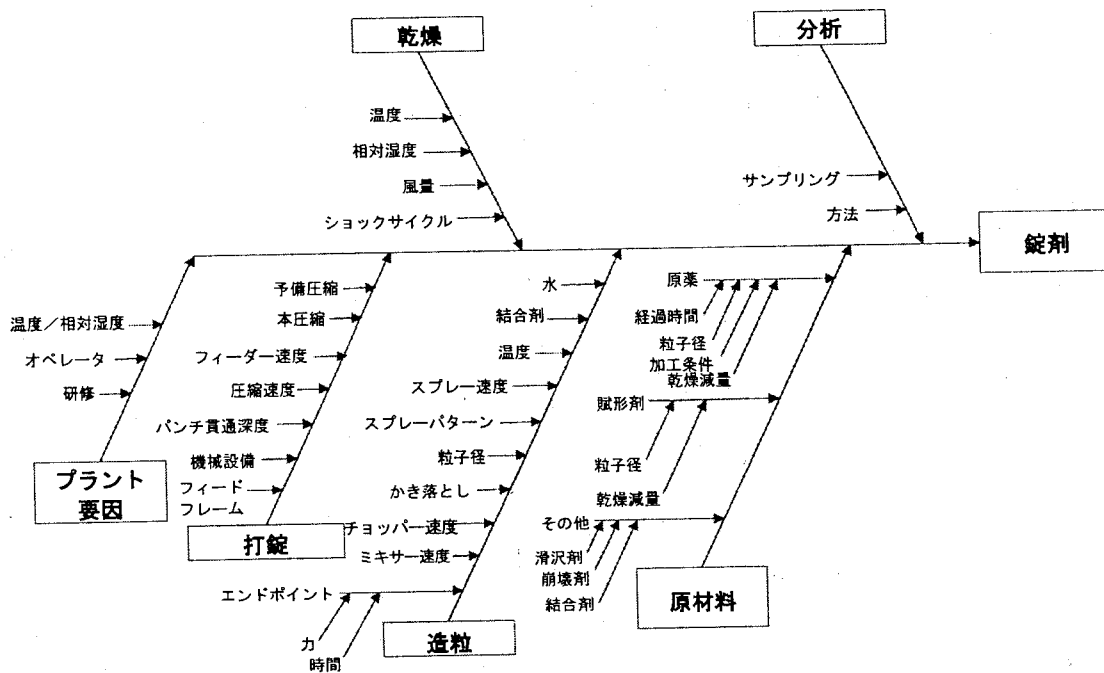 乾燥
分析
温度
相対湿度
風量
ショックサイクル
サンプリング
方法
錠剤
温度／相対湿度
オペレータ
研修
プラント
要因
予備圧縮
本圧縮
フィーダー速度
圧縮速度
パンチ貫通深度
機械設備
フィード
フレーム
打錠
水
結合剤
温度
スプレー速度
スプレーパターン
粒子径
かき落とし
チョッパー速度
ミキサー速度
エンドポイント
力
時間
造粒
原薬
経過時間
粒子径
加工条件
乾燥減量
賦形剤
粒子径
乾燥減量
その他
滑沢剤
崩壊剤
結合剤
原材料